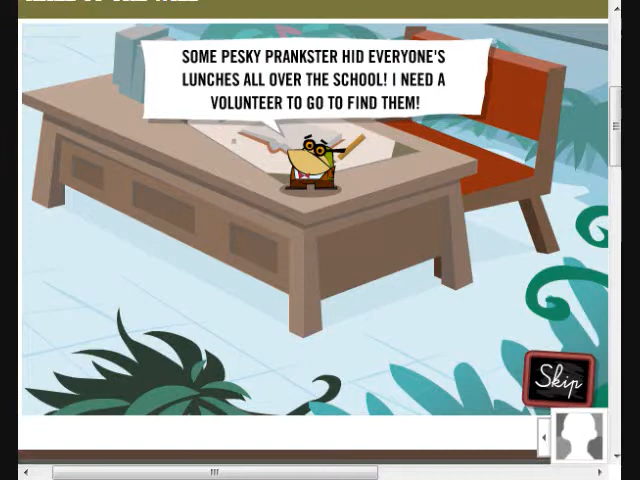 SOME PESKY PRANKSTER HID EVERYONE'S
LUNCHES ALL OVER THE SCHOOL! I NEED A
VOLUNTEER TO GO TO FIND THEM!
Skip